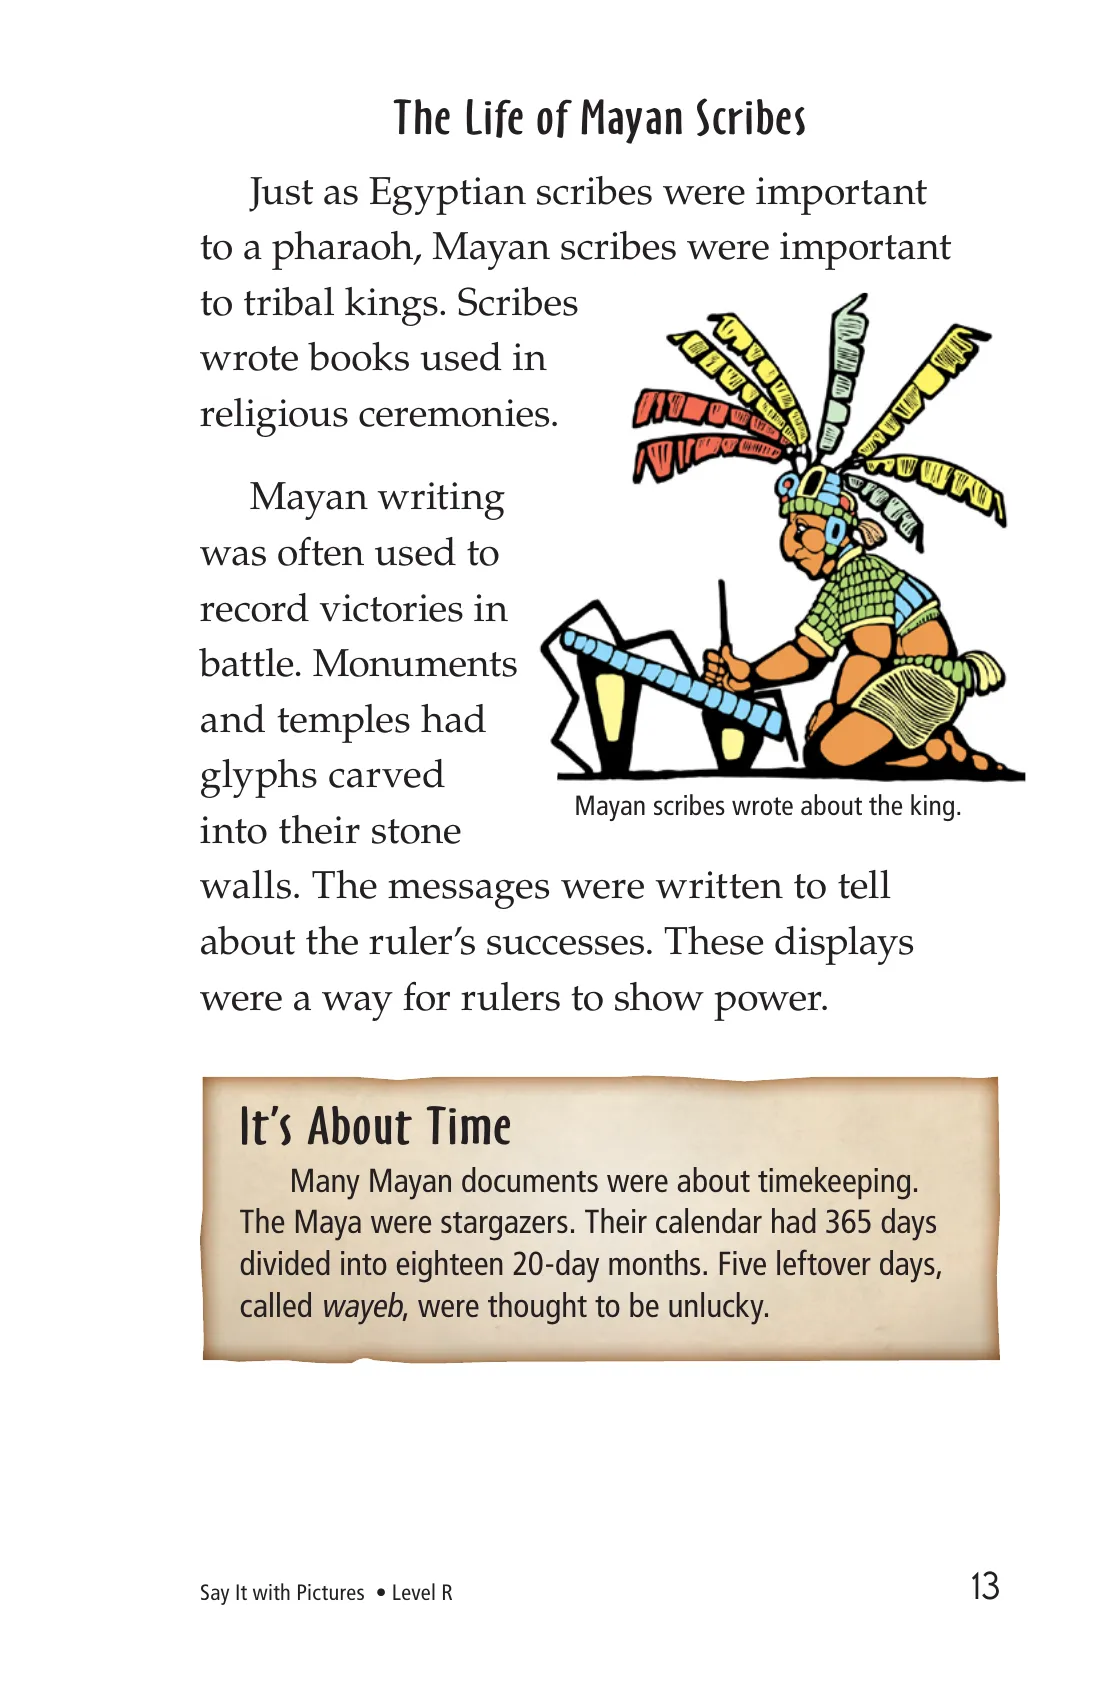 The Life of Mayan Scribes
Just as Egyptian scribes were important
to a pharaoh, Mayan scribes were important
to tribal kings. Scribes
wrote books used in
religious ceremonies.
Mayan writing
was often used to
record victories in
battle. Monuments
and temples had
glyphs carved
into their stone
walls. The messages were written to tell
about the ruler’s successes. These displays
were a way for rulers to show power.
Mayan scribes wrote about the king.
It’s About Time
Many Mayan documents were about timekeeping.
The Maya were stargazers. Their calendar had 365 days
divided into eighteen 20-day months. Five leftover days,
called wayeb, were thought to be unlucky.
Say It with Pictures • Level R
13